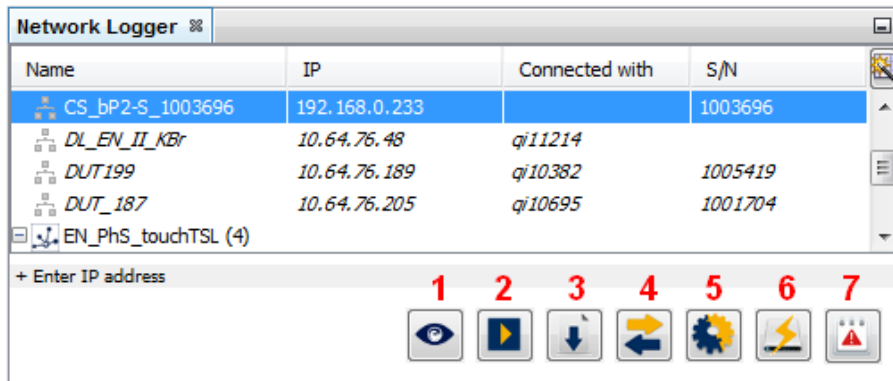 Network Logger
Name IP Connected with S/N
CS_bP2-S_1003696 192.168.0.233 1003696
DL_EN_II_KBr 10.64.76.48 qi11214
DUT199 10.64.76.189 qi10382 1005419
DUT_187 10.64.76.205 qi10695 1001704
EN_PhS_touchTSL (4)
+ Enter IP address
1 2 3 4 5 6 7